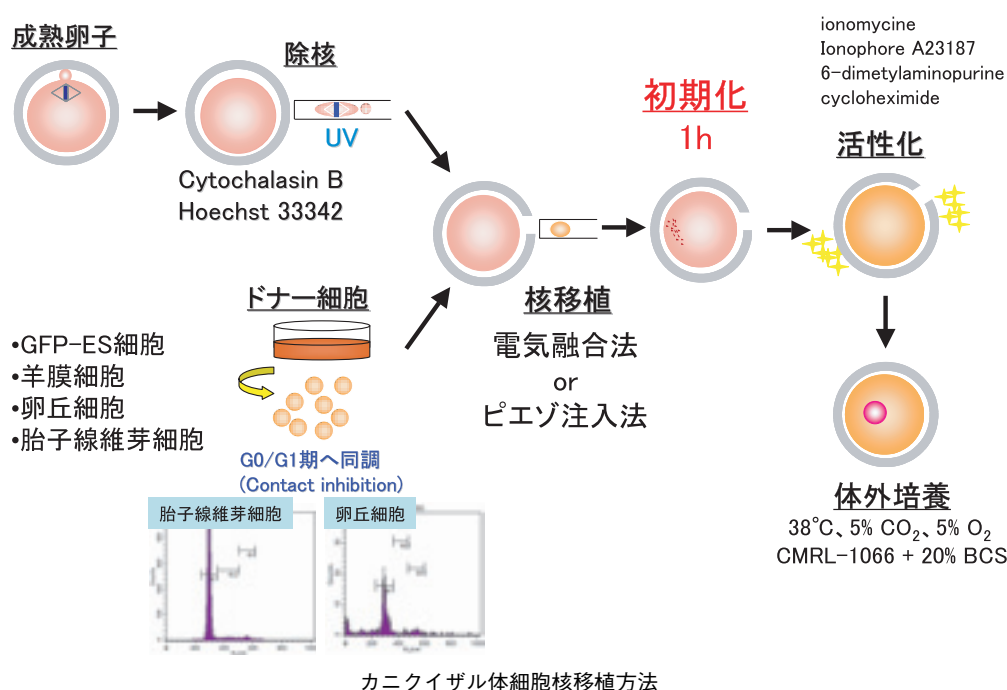 成熟卵子
除核
UV
Cytochalasin B
Hoechst 33342
ドナー細胞
•GFP-ES細胞
•羊膜細胞
•卵丘細胞
•胎子線維芽細胞
G0/G1期へ同調
(Contact inhibition)
胎子線維芽細胞
卵丘細胞
核移植
電気融合法
or
ピエゾ注入法
初期化
1h
ionomycine
Ionophore A23187
6-dimetylaminopurine
cycloheximide
活性化
体外培養
38℃、5% CO₂、5% O₂
CMRL-1066 + 20% BCS
カニクイザル体細胞核移植方法